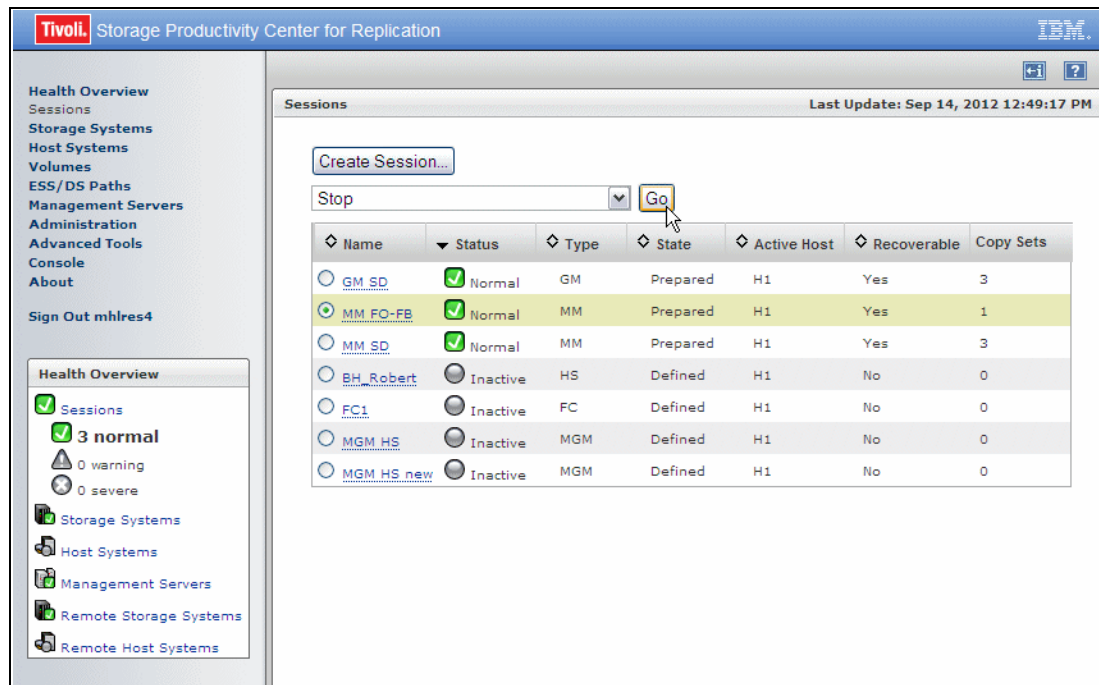 Tivoli. Storage Productivity Center for Replication
IBM.
Health Overview
Sessions
Storage Systems
Host Systems
Volumes
ESS/DS Paths
Management Servers
Administration
Advanced Tools
Console
About
Sign Out mhlres4
Health Overview
Sessions
3 normal
0 warning
0 severe
Storage Systems
Host Systems
Management Servers
Remote Storage Systems
Remote Host Systems
i ?
Sessions Last Update: Sep 14, 2012 12:49:17 PM
Create Session...
Stop Go
Name Status Type State Active Host Recoverable Copy Sets
GM SD Normal GM Prepared H1 Yes 3
MM FO-FB Normal MM Prepared H1 Yes 1
MM SD Normal MM Prepared H1 Yes 3
BH_Robert Inactive HS Defined H1 No 0
FC1 Inactive FC Defined H1 No 0
MGM HS Inactive MGM Defined H1 No 0
MGM HS new Inactive MGM Defined H1 No 0